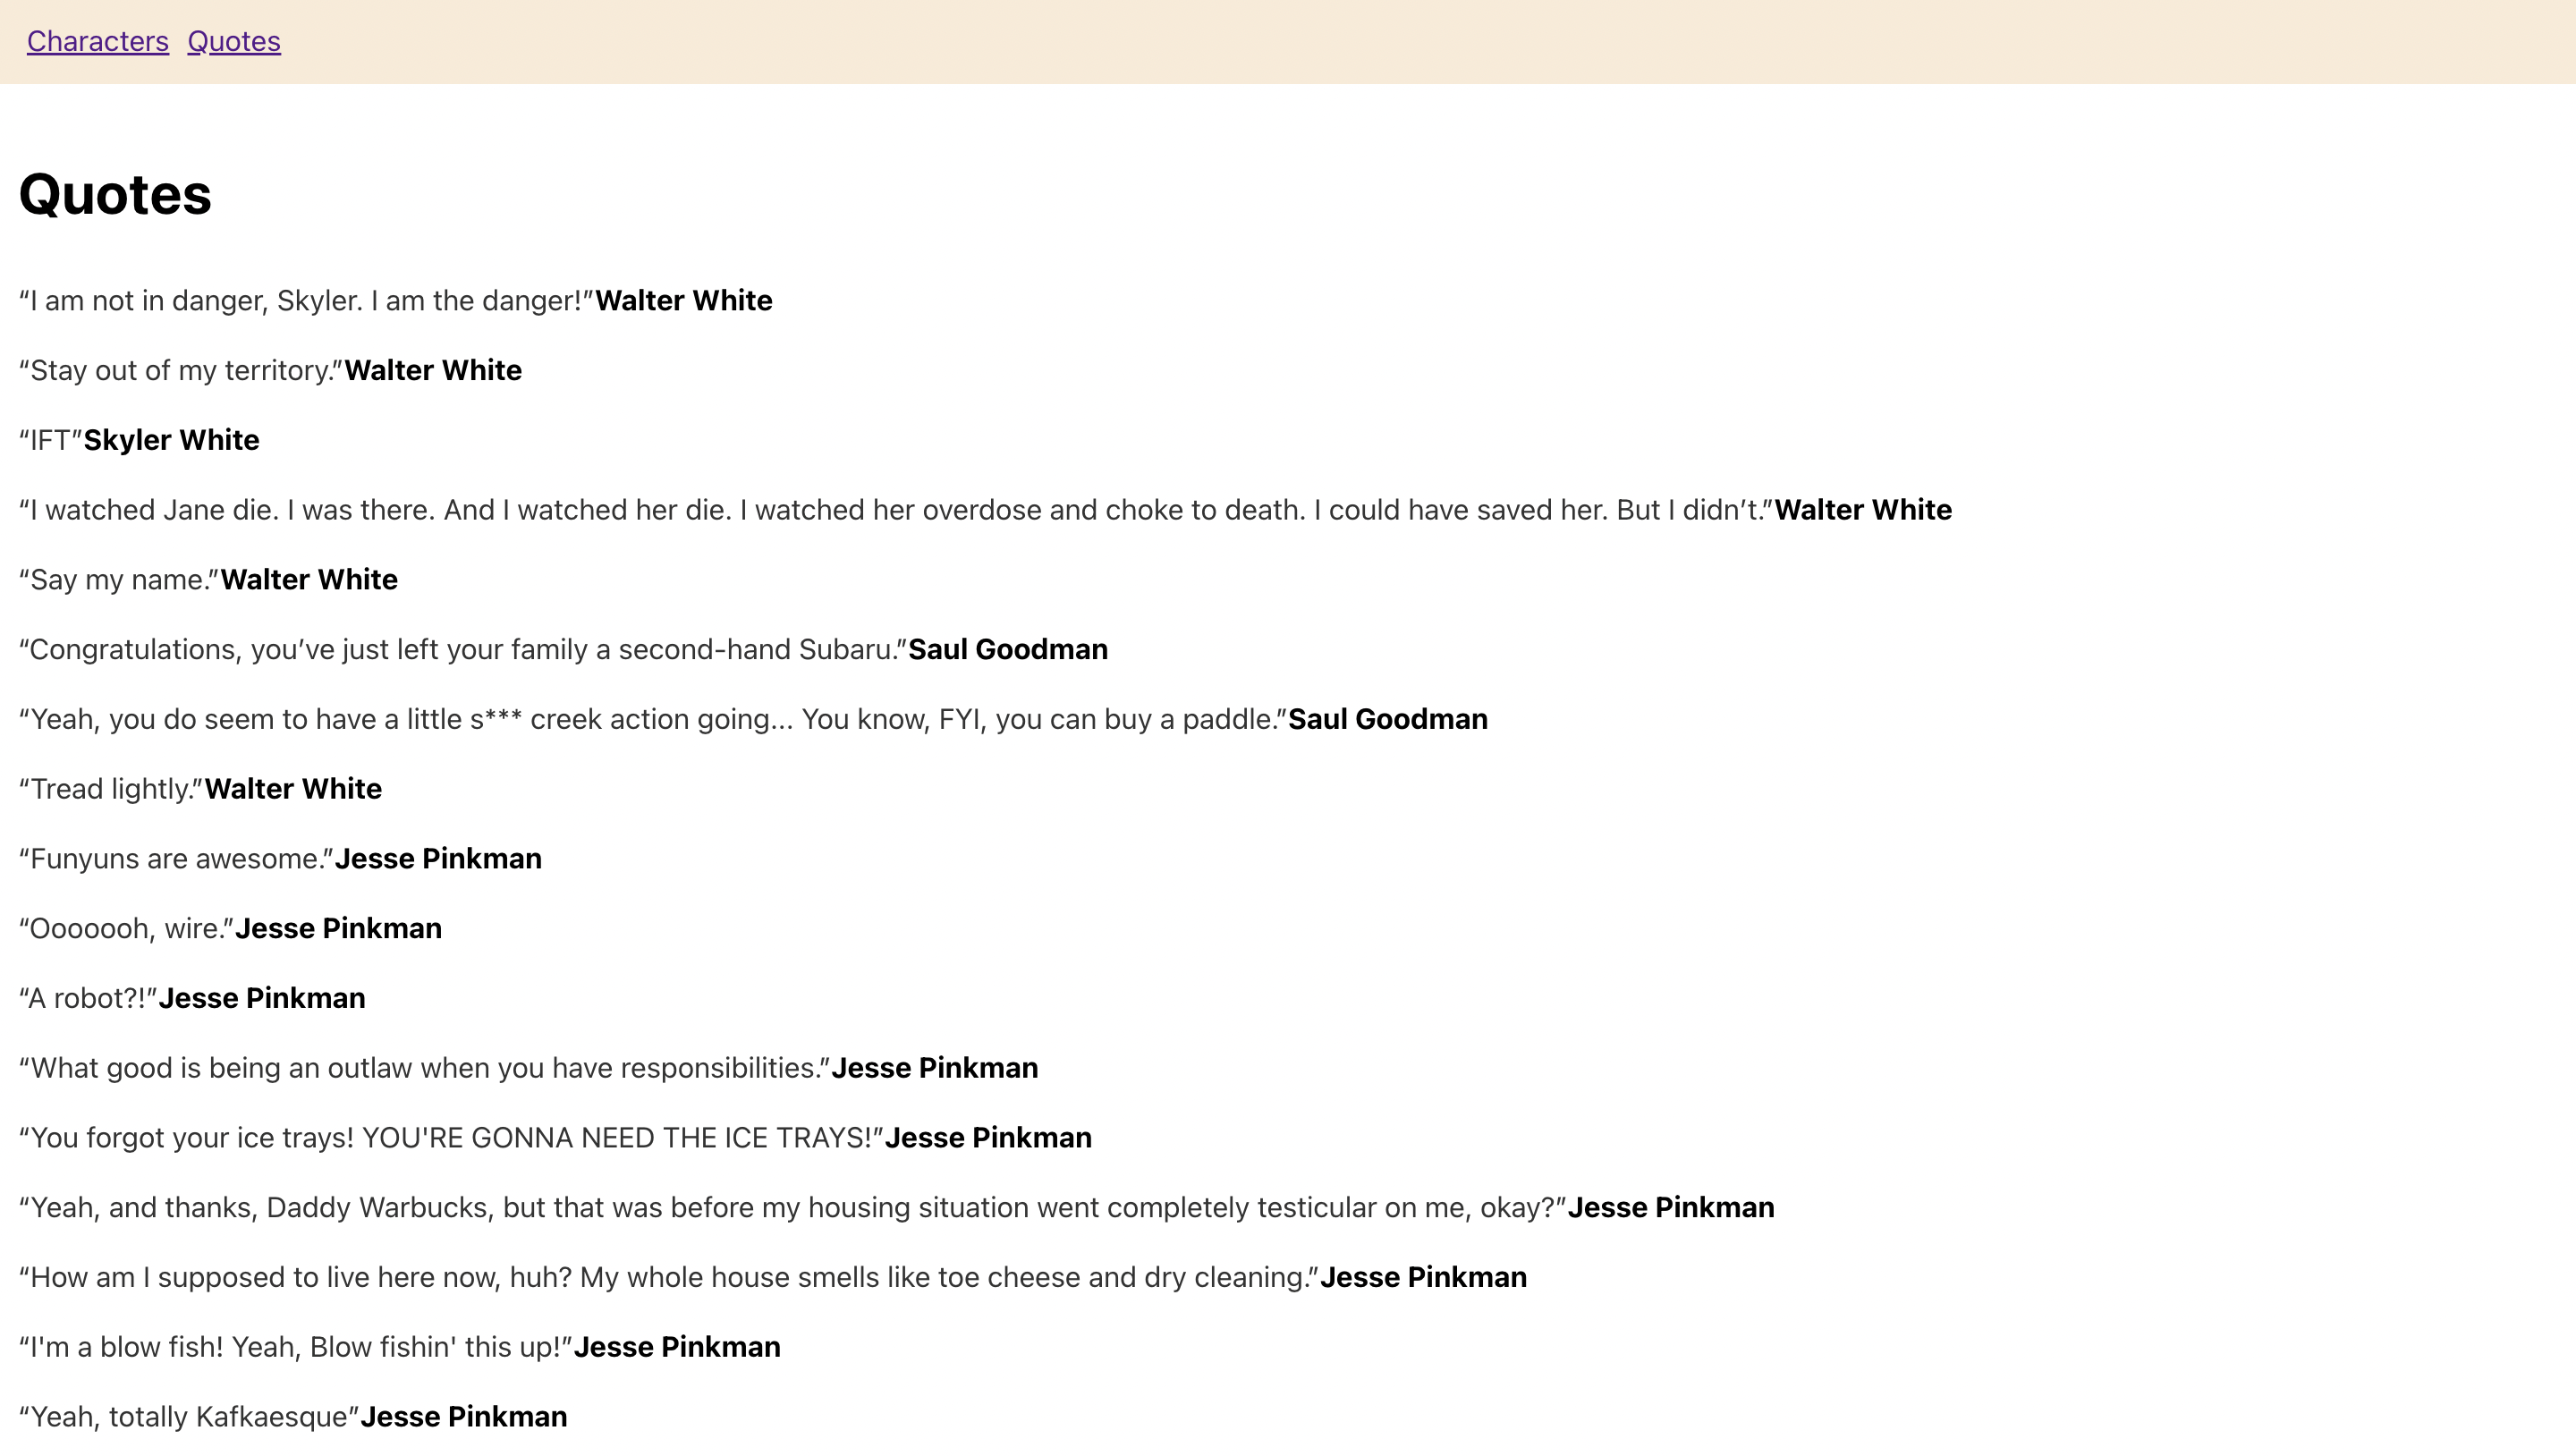 Characters Quotes
Quotes
“I am not in danger, Skyler. I am the danger!”Walter White
“Stay out of my territory.”Walter White
“IFT”Skyler White
“I watched Jane die. I was there. And I watched her die. I watched her overdose and choke to death. I could have saved her. But I didn’t.”Walter White
“Say my name.”Walter White
“Congratulations, you’ve just left your family a second-hand Subaru.”Saul Goodman
“Yeah, you do seem to have a little s*** creek action going… You know, FYI, you can buy a paddle.”Saul Goodman
“Tread lightly.”Walter White
“Funyuns are awesome.”Jesse Pinkman
“Ooooooh, wire.”Jesse Pinkman
“A robot?!”Jesse Pinkman
“What good is being an outlaw when you have responsibilities.”Jesse Pinkman
“You forgot your ice trays! YOU'RE GONNA NEED THE ICE TRAYS!”Jesse Pinkman
“Yeah, and thanks, Daddy Warbucks, but that was before my housing situation went completely testicular on me, okay?”Jesse Pinkman
“How am I supposed to live here now, huh? My whole house smells like toe cheese and dry cleaning.”Jesse Pinkman
“I'm a blow fish! Yeah, Blow fishin' this up!”Jesse Pinkman
“Yeah, totally Kafkaesque”Jesse Pinkman